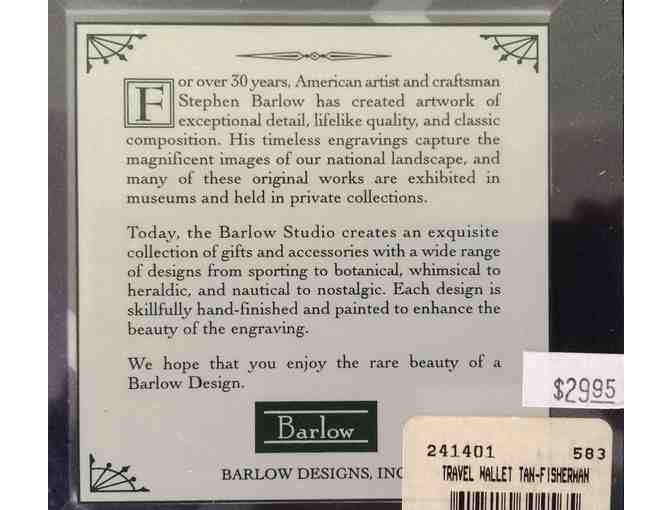 For over 30 years, American artist and craftsman
Stephen Barlow has created artwork of
exceptional detail, lifelike quality, and classic
composition. His timeless engravings capture the
magnificent images of our national landscape, and
many of these original works are exhibited in
museums and held in private collections.
Today, the Barlow Studio creates an exquisite
collection of gifts and accessories with a wide range
of designs from sporting to botanical, whimsical to
heraldic, and nautical to nostalgic. Each design is
skillfully hand-finished and painted to enhance the
beauty of the engraving.
We hope that you enjoy the rare beauty of a
Barlow Design.
$29.95
Barlow
241401 583
BARLOW DESIGNS, INC
TRAVEL WALLET TAN-FISHERMAN